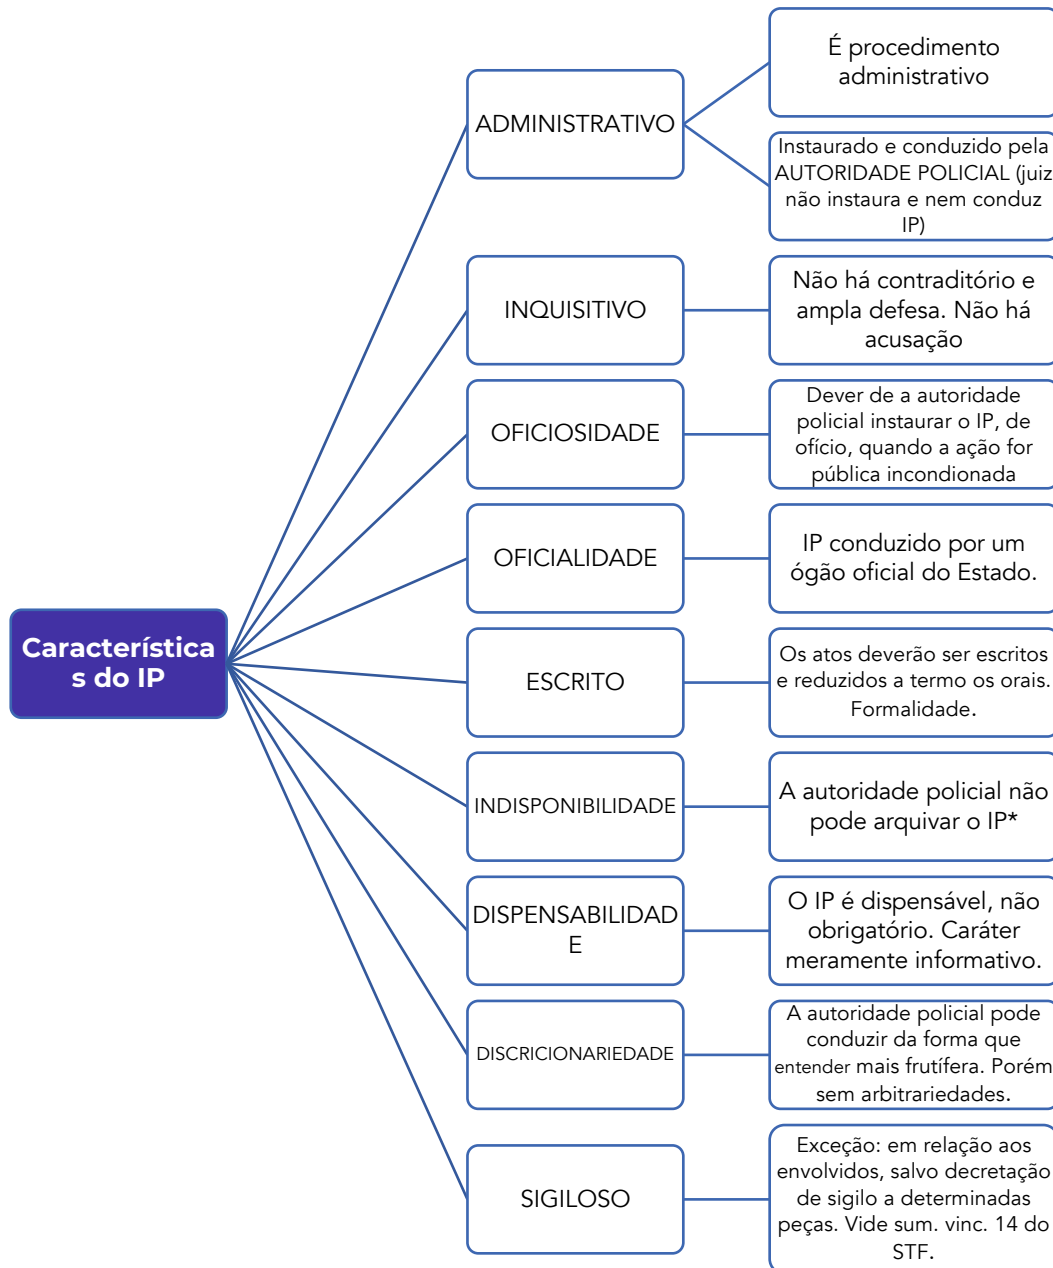 É procedimento
administrativo
ADMINISTRATIVO
Instaurado e conduzido pela
AUTORIDADE POLICIAL (juiz
não instaura e nem conduz
IP)
INQUISITIVO
Não há contraditório e
ampla defesa. Não há
acusação
OFICIOSIDADE
Dever de a autoridade
policial instaurar o IP, de
ofício, quando a ação for
pública incondionada
OFICIALIDADE
IP conduzido por um
ógão oficial do Estado.
Característica
s do IP
ESCRITO
Os atos deverão ser escritos
e reduzidos a termo os orais.
Formalidade.
INDISPONIBILIDADE
A autoridade policial não
pode arquivar o IP*
DISPENSABILIDAD
E
O IP é dispensável, não
obrigatório. Caráter
meramente informativo.
DISCRICIONARIEDADE
A autoridade policial pode
conduzir da forma que
entender mais frutífera. Porém
sem arbitrariedades.
SIGILOSO
Exceção: em relação aos
envolvidos, salvo decretação
de sigilo a determinadas
peças. Vide sum. vinc. 14 do
STF.